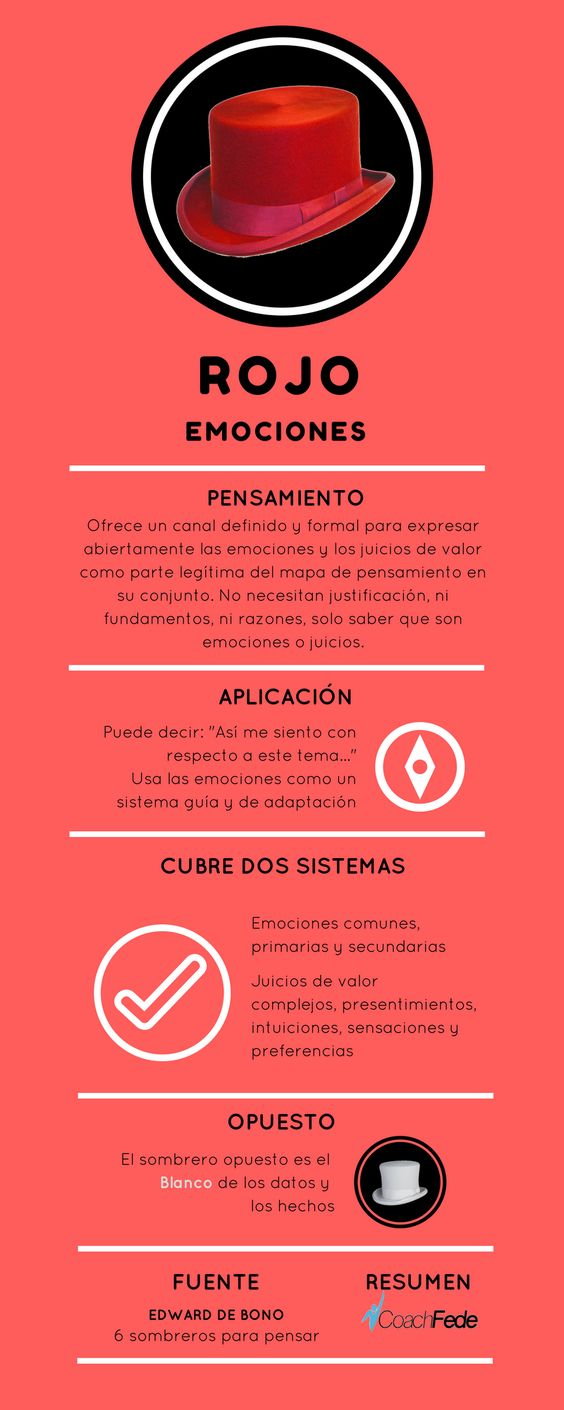 ROJO
EMOCIONES
PENSAMIENTO
Ofrece un canal definido y formal para expresar
abiertamente las emociones y los juicios de valor
como parte legítima del mapa de pensamiento en
su conjunto. No necesitan justificación, ni
fundamentos, ni razones, solo saber que son
emociones o juicios.
APLICACIÓN
Puede decir: "Así me siento con
respecto a este tema..."
Usa las emociones como un
sistema guía y de adaptación
CUBRE DOS SISTEMAS
Emociones comunes,
primarias y secundarias
Juicios de valor
complejos, presentimientos,
intuiciones, sensaciones y
preferencias
OPUESTO
El sombrero opuesto es el
Blanco de los datos y
los hechos
FUENTE
EDWARD DE BONO
6 sombreros para pensar
RESUMEN
CoachFede